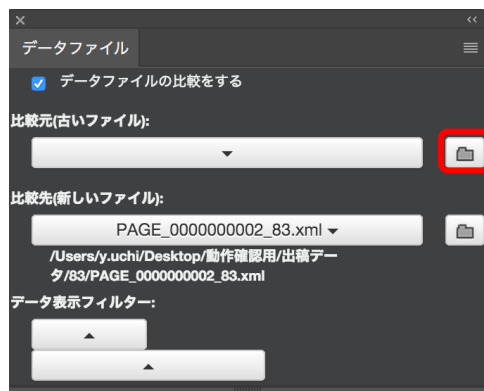 データファイル
データファイルの比較をする
比較元(古いファイル):
比較先(新しいファイル):
PAGE_0000000002_83.xml
/Users/y.uchi/Desktop/動作確認用/出稿デー
タ/83/PAGE_0000000002_83.xml
データ表示フィルター: